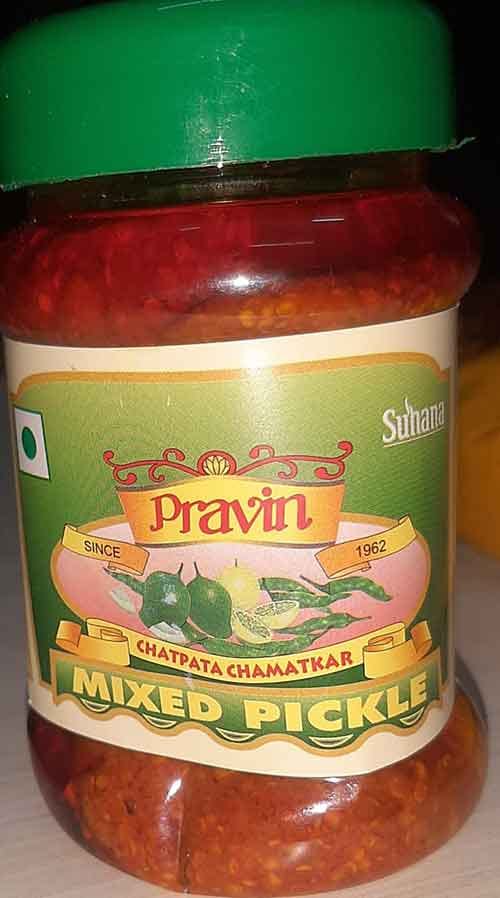 Suhana
Pravin
SINCE 1962
CHATPATA CHAMATKAR
MIXED PICKLE